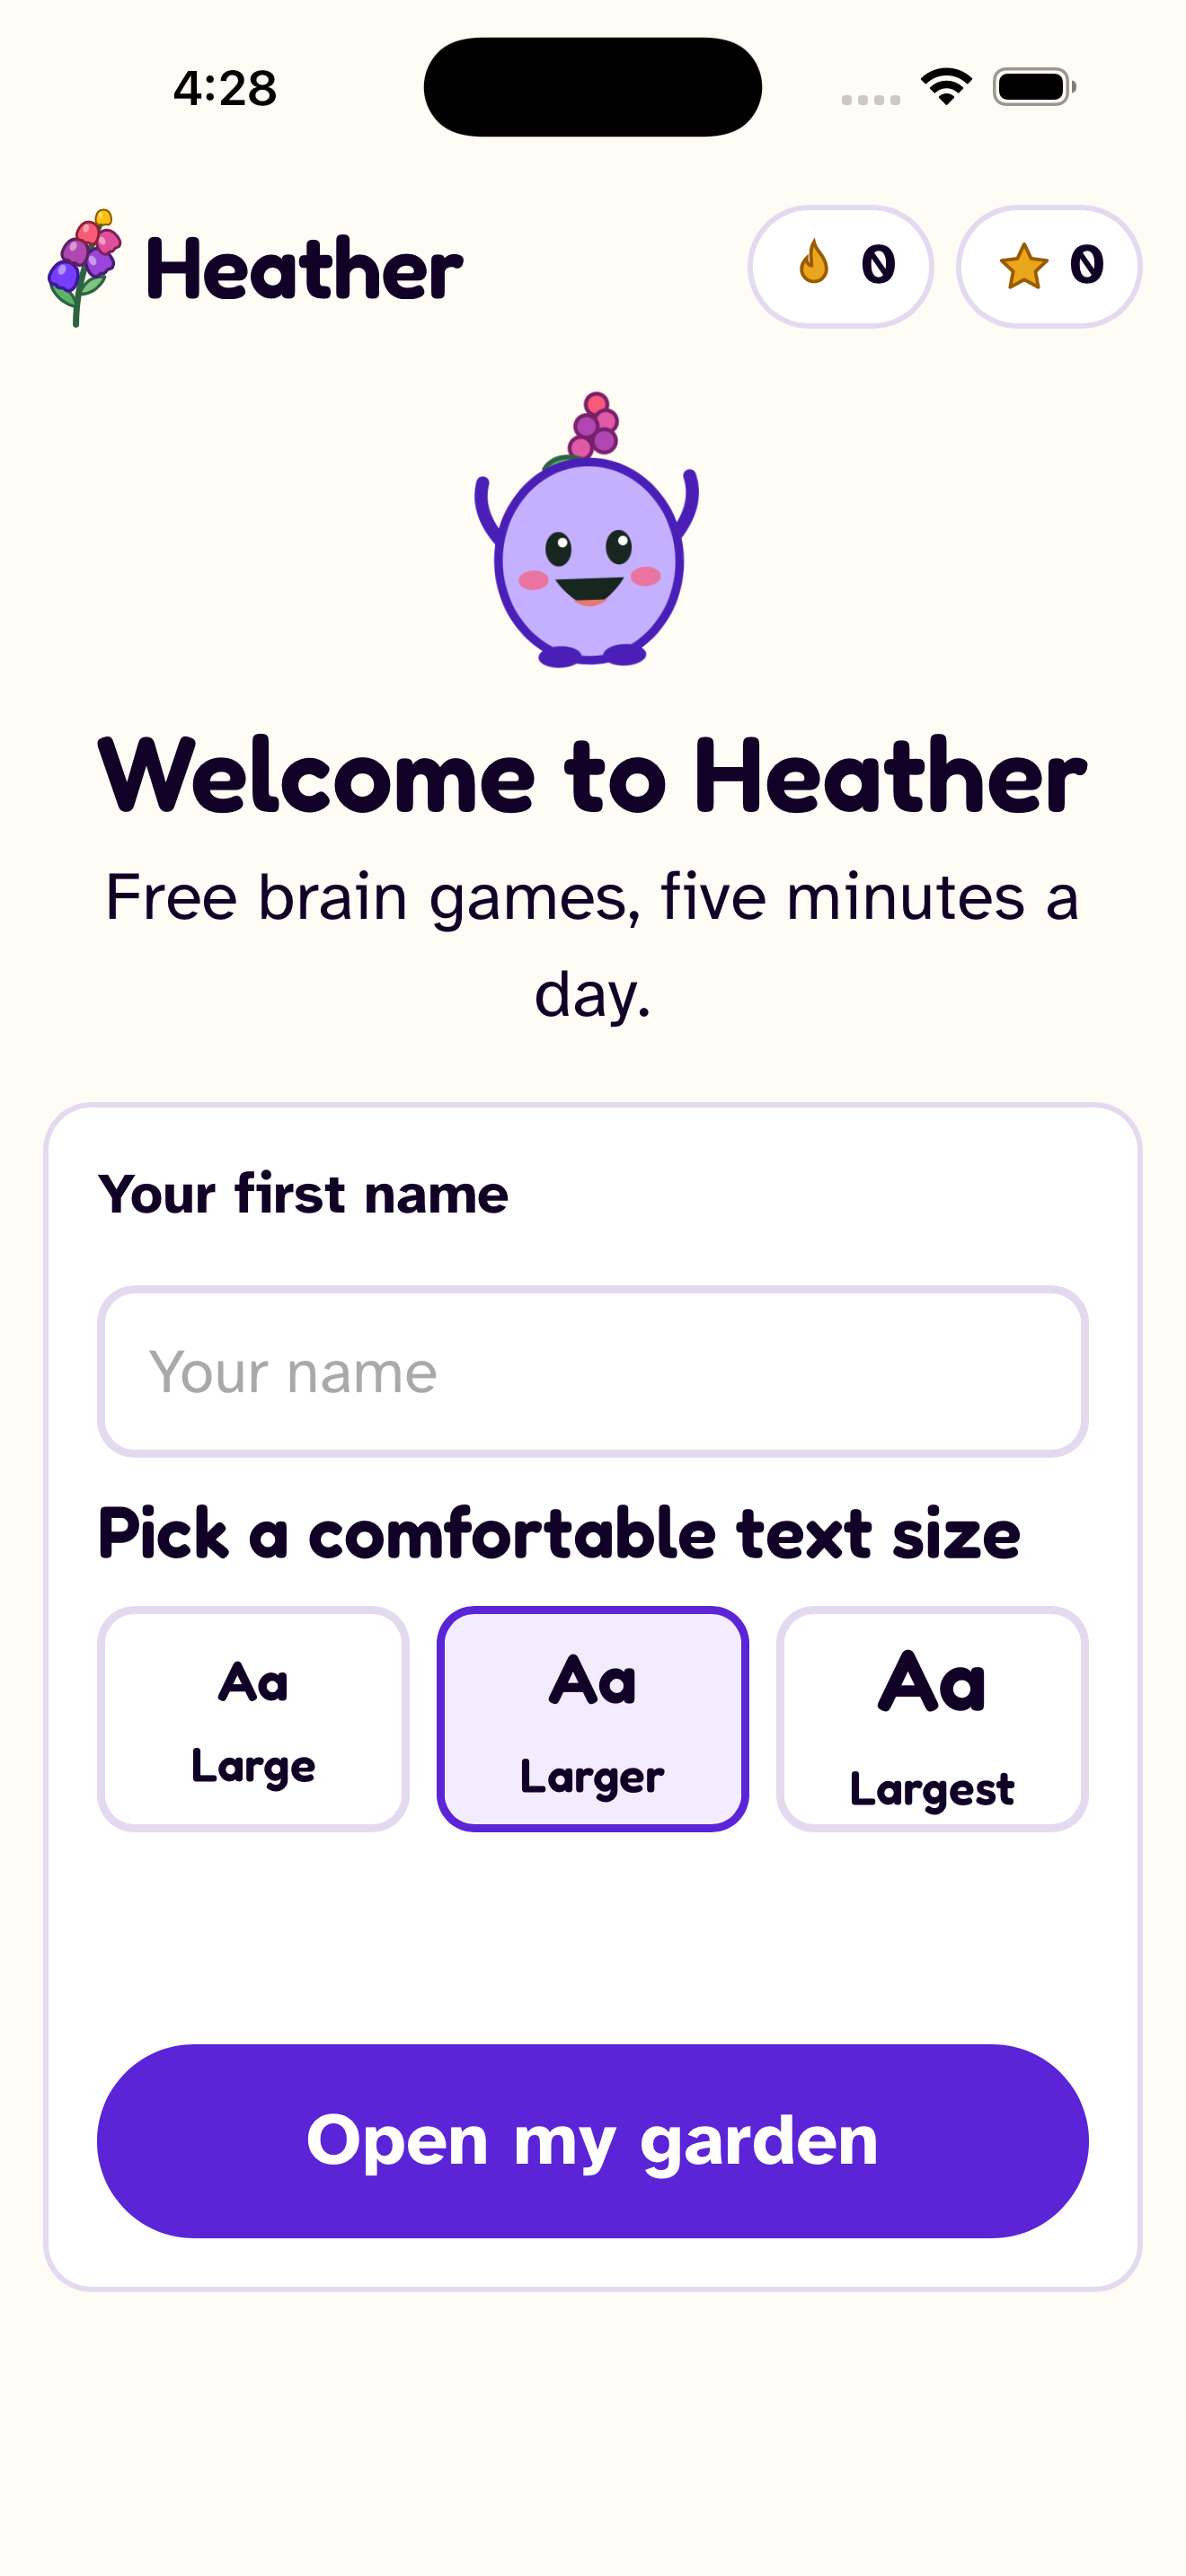 4:28
Heather
0
0
Welcome to Heather
Free brain games, five minutes a
day.
Your first name
Your name
Pick a comfortable text size
Aa
Large
Aa
Larger
Aa
Largest
Open my garden